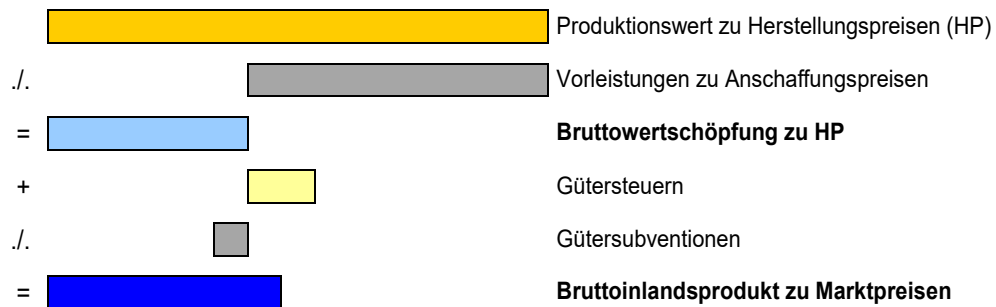 Produktionswert zu Herstellungspreisen (HP)
./. Vorleistungen zu Anschaffungspreisen
= Bruttowertschöpfung zu HP
+ Gütersteuern
./. Gütersubventionen
= Bruttoinlandsprodukt zu Marktpreisen